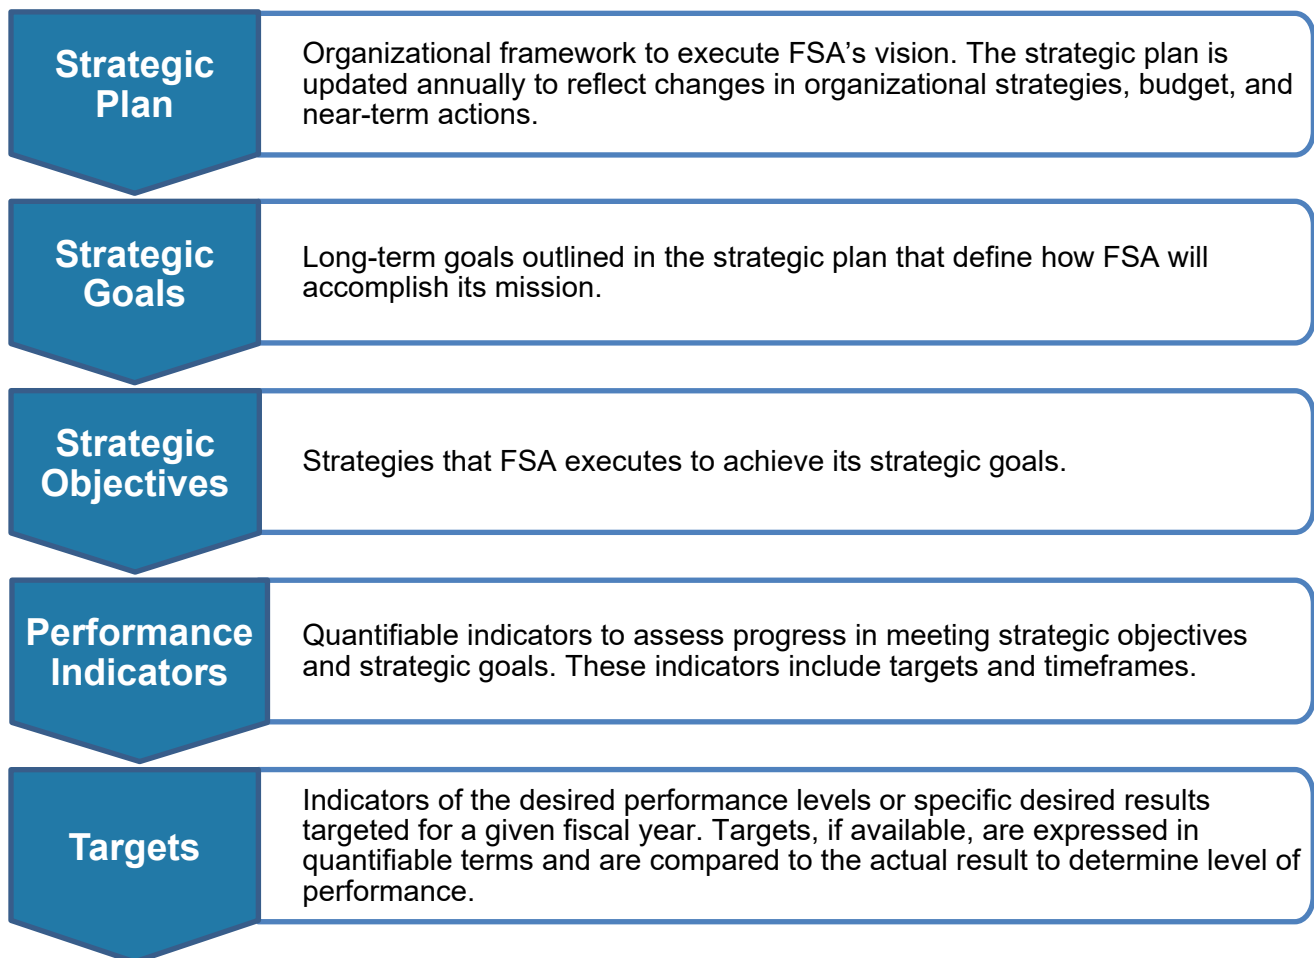 Strategic
Plan
Organizational framework to execute FSA’s vision. The strategic plan is
updated annually to reflect changes in organizational strategies, budget, and
near-term actions.
Strategic
Goals
Long-term goals outlined in the strategic plan that define how FSA will
accomplish its mission.
Strategic
Objectives
Strategies that FSA executes to achieve its strategic goals.
Performance
Indicators
Quantifiable indicators to assess progress in meeting strategic objectives
and strategic goals. These indicators include targets and timeframes.
Targets
Indicators of the desired performance levels or specific desired results
targeted for a given fiscal year. Targets, if available, are expressed in
quantifiable terms and are compared to the actual result to determine level of
performance.